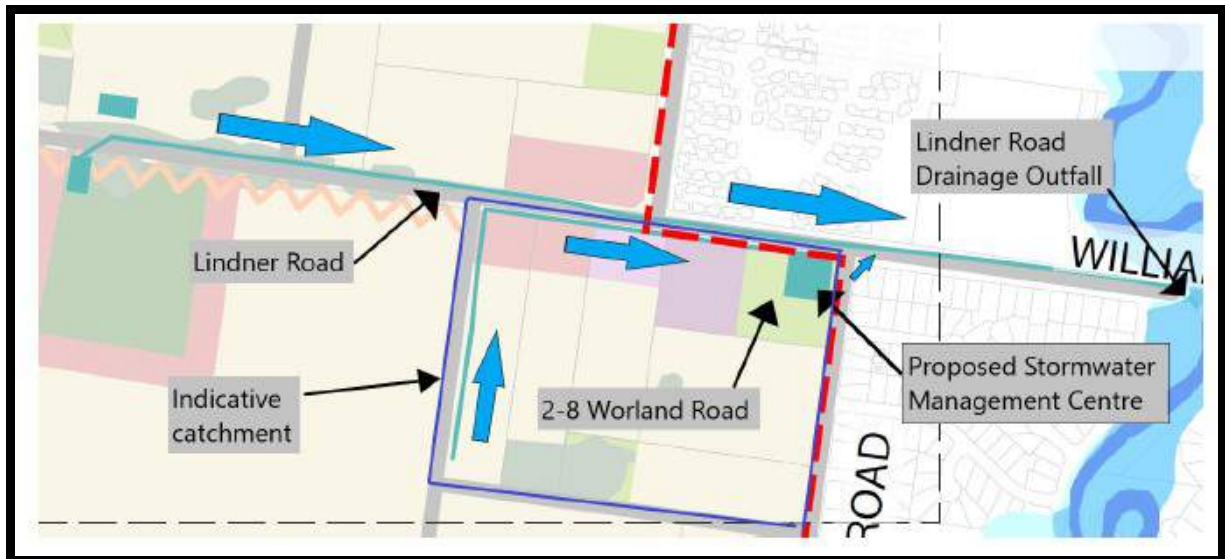 Lindner Road
Drainage Outfall
WILLIA
Lindner Road
Proposed Stormwater
Management Centre
2-8 Worland Road
Indicative
catchment
ROAD